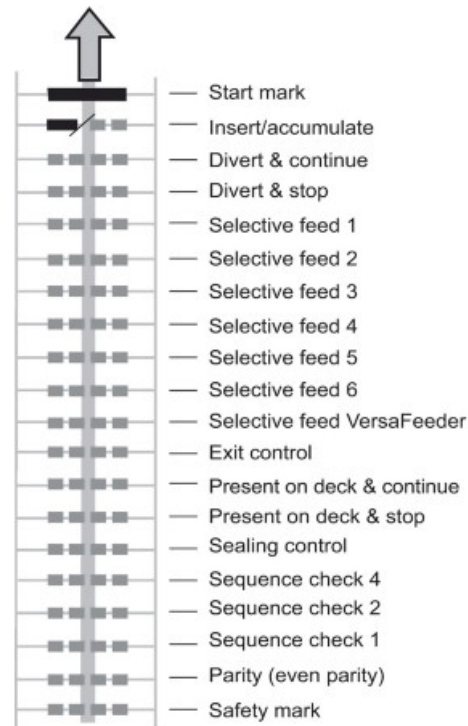 Start mark
Insert/accumulate
Divert & continue
Divert & stop
Selective feed 1
Selective feed 2
Selective feed 3
Selective feed 4
Selective feed 5
Selective feed 6
Selective feed VersaFeeder
Exit control
Present on deck & continue
Present on deck & stop
Sealing control
Sequence check 4
Sequence check 2
Sequence check 1
Parity (even parity)
Safety mark